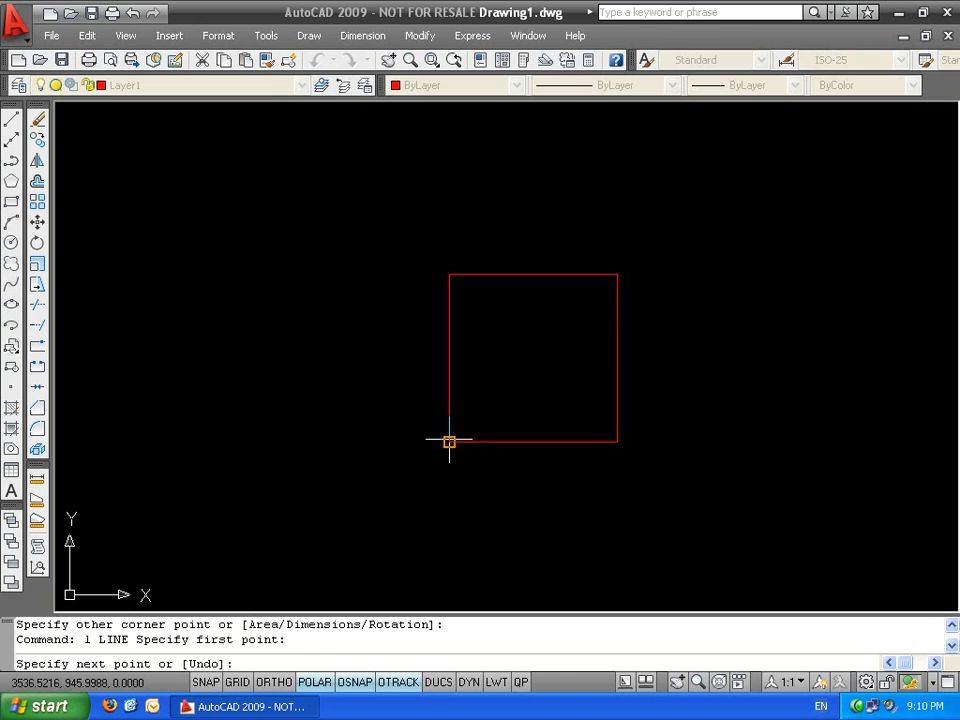 AutoCAD 2009 - NOT FOR RESALE Drawing1.dwg
Type a keyword or phrase
File Edit View Insert Format Tools Draw Dimension Modify Express Window Help
Standard ISO-25
Layer1 ByLayer ByLayer ByLayer ByColor
A
Y
X
Specify other corner point or [Area/Dimensions/Rotation]:
Command: l LINE Specify first point:
Specify next point or [Undo]:
3536.5216, 945.9988, 0.0000 SNAP GRID ORTHO POLAR OSNAP OTRACK DUCS DYN LWT QP 1:1
start AutoCAD 2009 - NOT... EN 9:10 PM